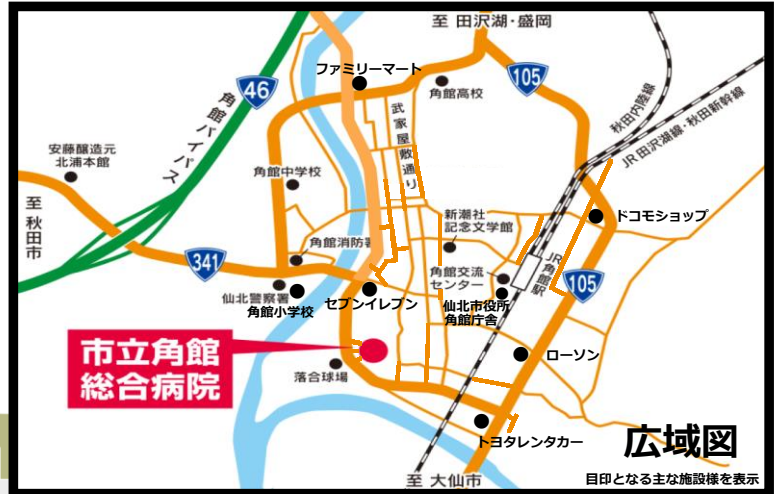 至 田沢湖・盛岡
ファミリーマート
105
46
角館高校
秋田内陸線
JR 田沢湖線・秋田新幹線
角館バイパス
武家屋敷通り
安藤醸造元
北浦本館
角館中学校
至 秋田市
新潮社
記念文学館
ドコモショップ
角館消防署
341
角館交流
センター
JR角館駅
105
仙北警察署
角館小学校
セブンイレブン
仙北市役所
角館庁舎
市立角館
総合病院
落合球場
ローソン
トヨタレンタカー
広域図
至 大仙市
目印となる主な施設様を表示